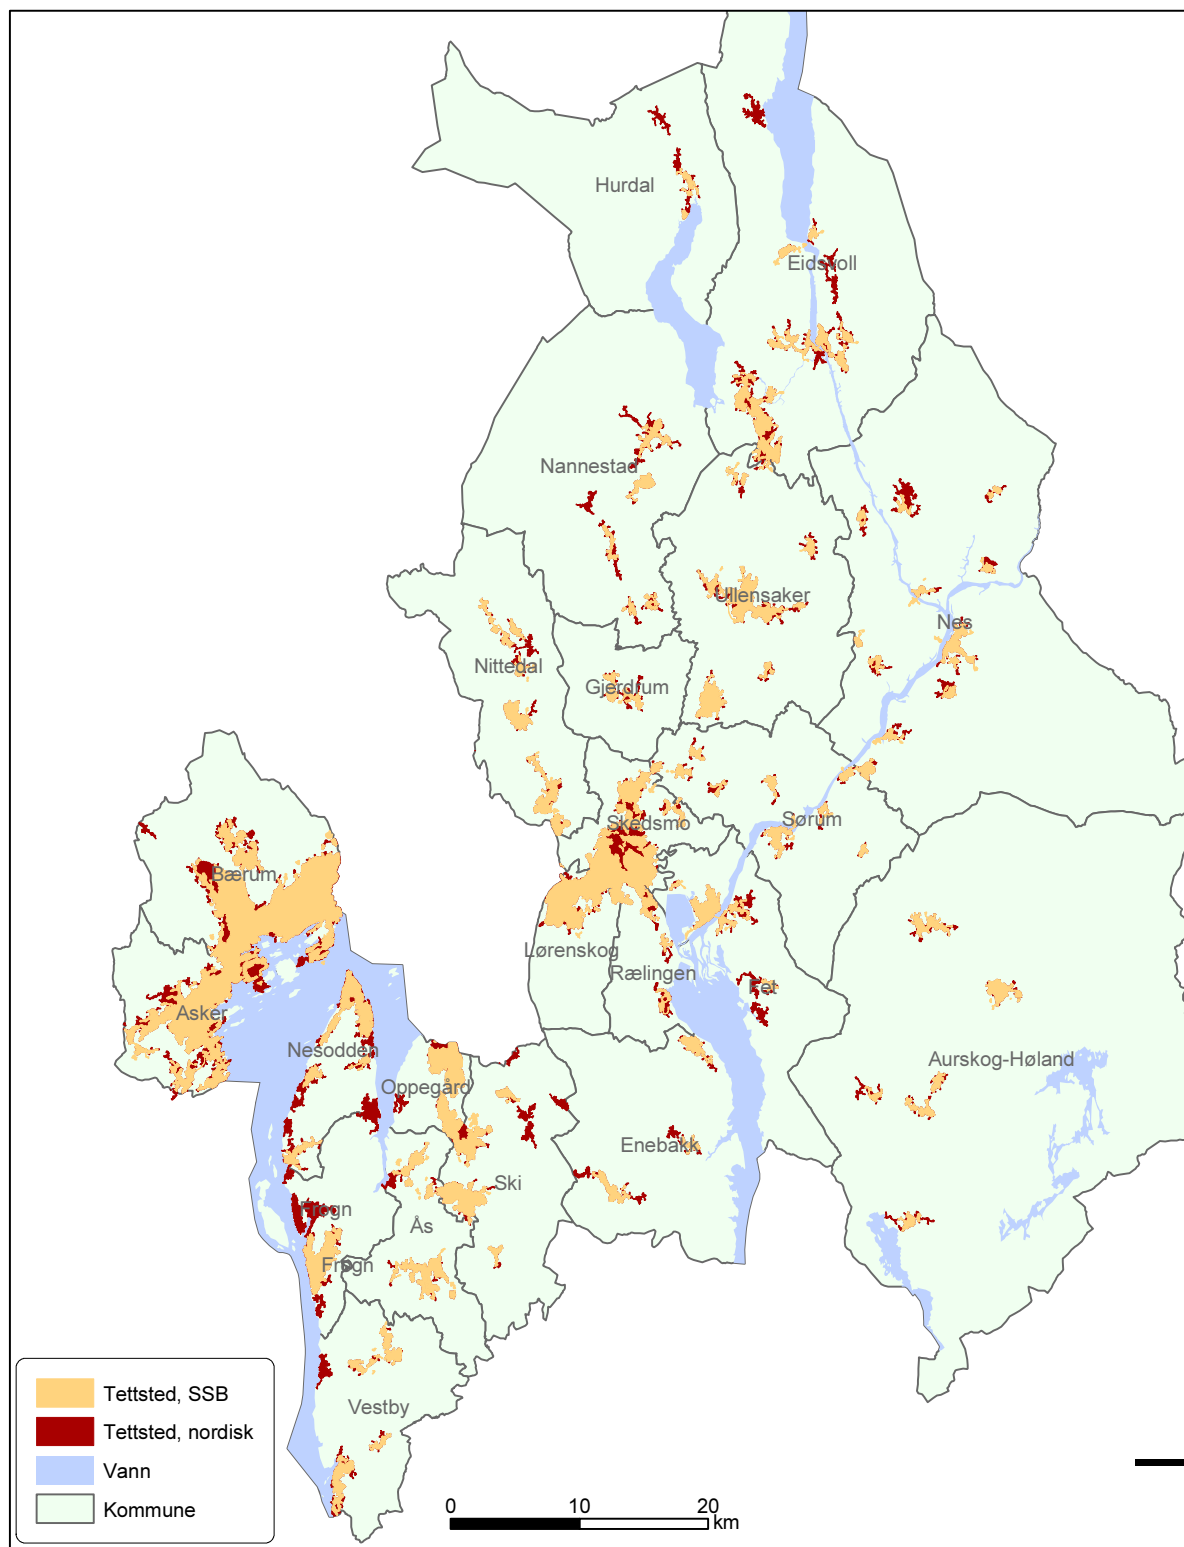 Hurdal
Eidsvoll
Nannestad
Ullensaker
Nes
Nittedal
Gjerdrum
Skedsmo
Sørum
Bærum
Lørenskog
Rælingen
Fet
Asker
Nesodden
Oppegård
Aurskog-Høland
Enebakk
Ski
Frogn
Ås
Frogn
Vestby
Tettsted, SSB
Tettsted, nordisk
Vann
Kommune
0 10 20
km